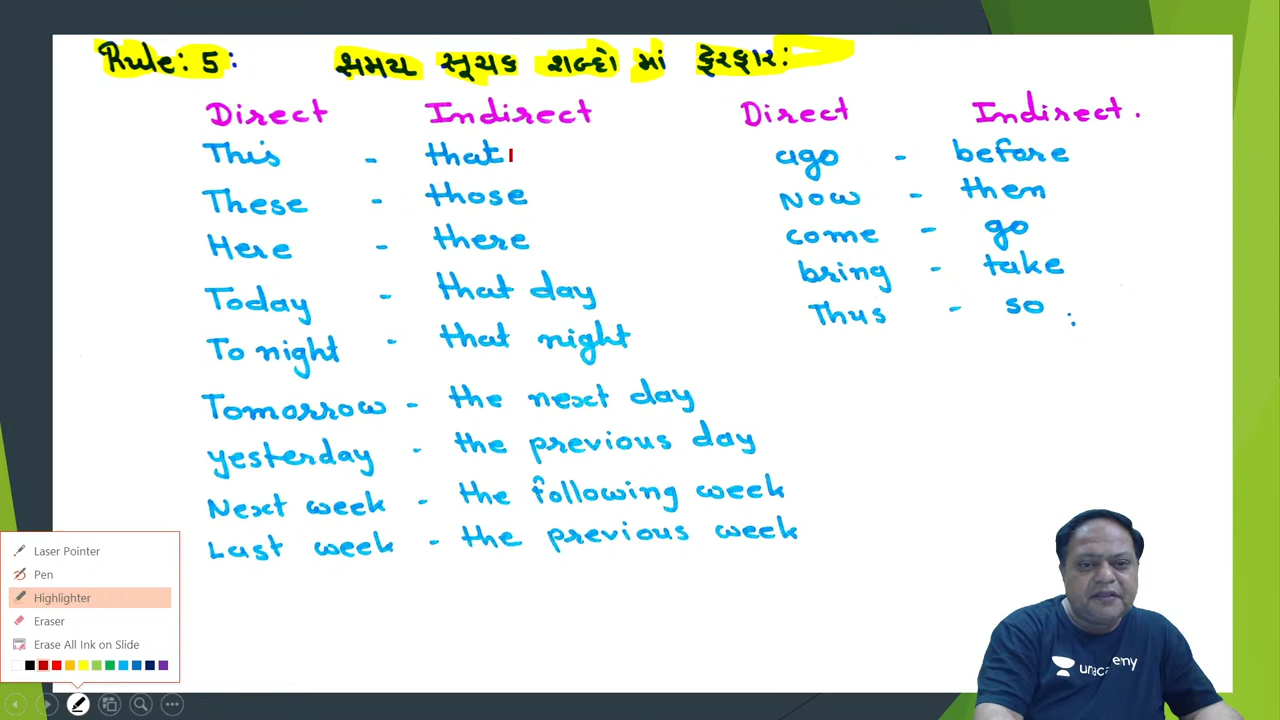 Rule: 5: સમય સૂચક શબ્દો માં ફેરફાર:
Direct Indirect Direct Indirect.
This - that ago - before
These - those Now - then
Here - there come - go
Today - that day bring - take
To night - that night Thus - so
Tomorrow - the next day
yesterday - the previous day
Next week - the following week
Last week - the previous week
Laser Pointer
Pen
Highlighter
Eraser
Erase All Ink on Slide
unacademy